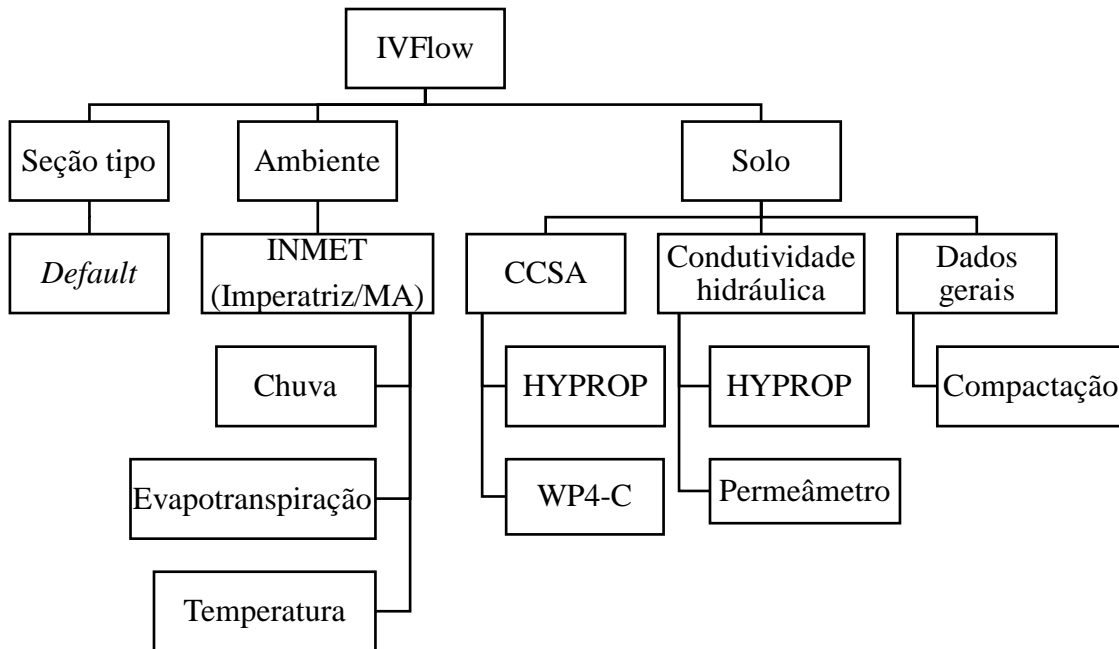 IVFlow
Seção tipo
Ambiente
Solo
Default
INMET
(Imperatriz/MA)
CCSA
Condutividade
hidráulica
Dados
gerais
Chuva
HYPROP
HYPROP
Compactação
Evapotranspiração
WP4-C
Permeâmetro
Temperatura